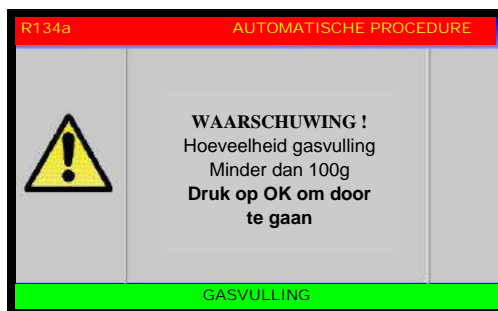 R134a AUTOMATISCHE PROCEDURE
WAARSCHUWING !
Hoeveelheid gasvulling
Minder dan 100g
Druk op OK om door
te gaan
GASVULLING